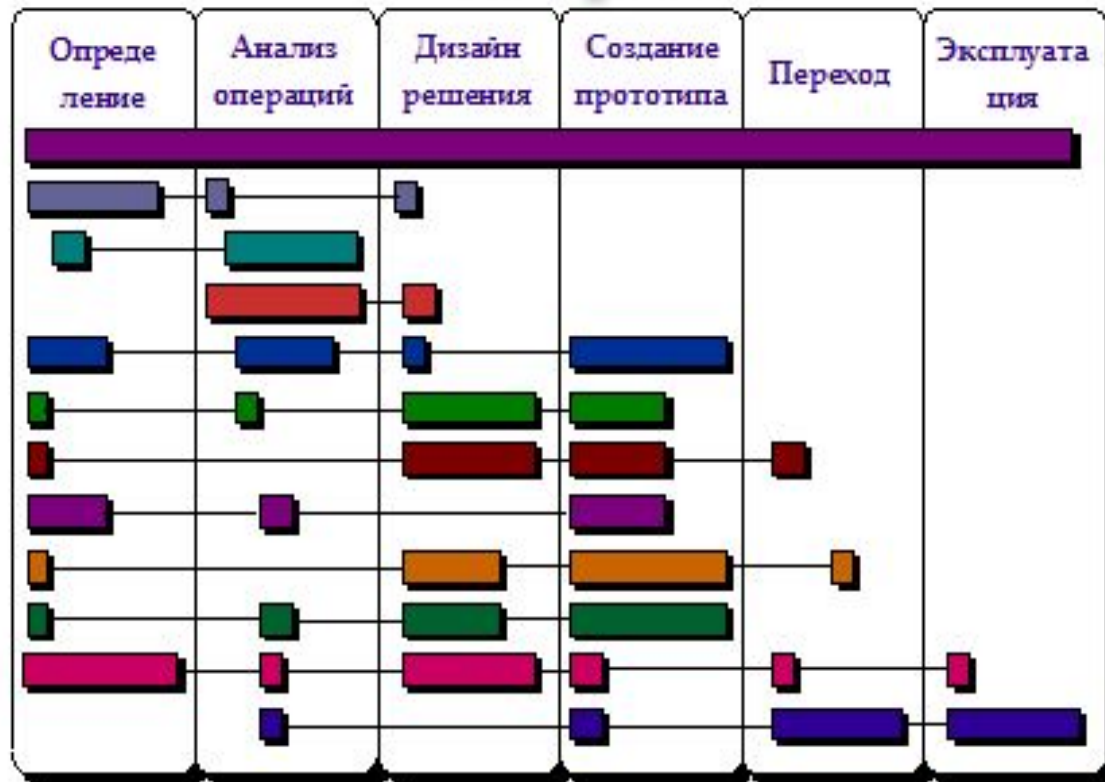 Опреде
ление
Анализ
операций
Дизайн
решения
Создание
прототипа
Переход
Эксплуата
ция